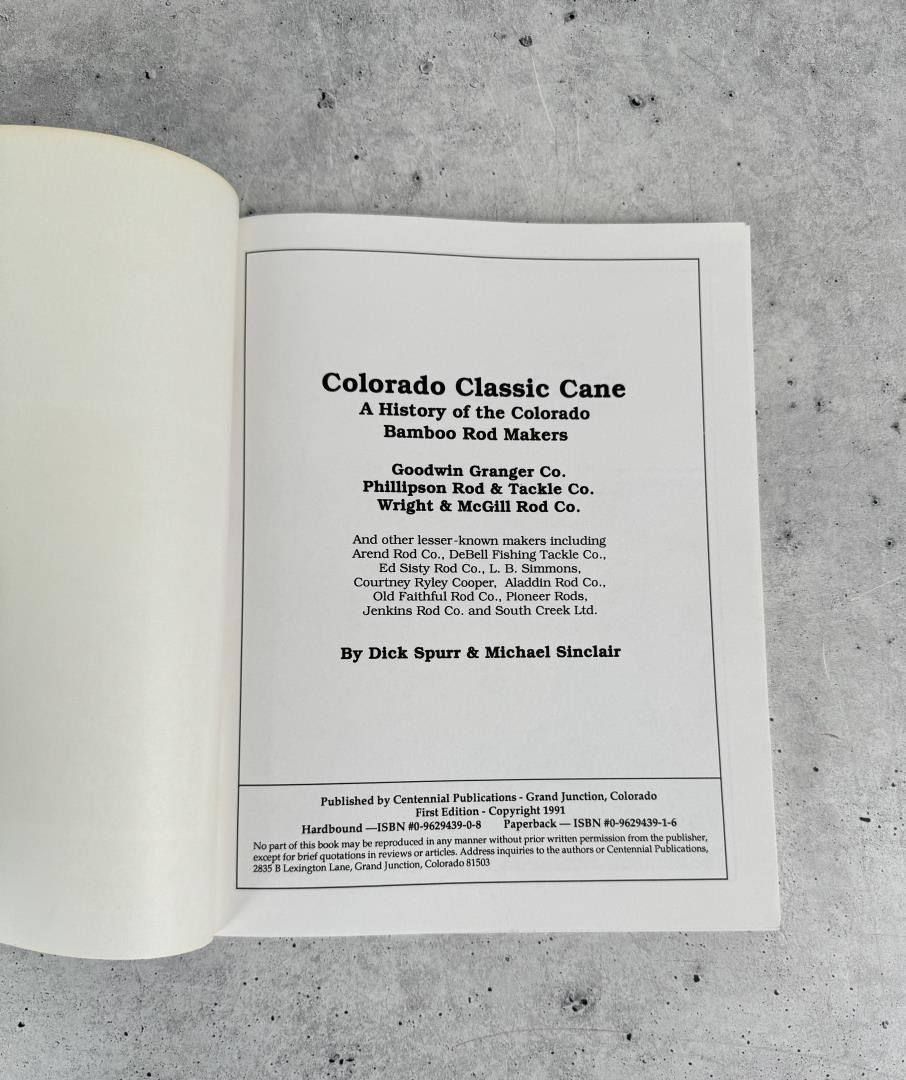 Colorado Classic Cane
A History of the Colorado
Bamboo Rod Makers
Goodwin Granger Co.
Phillipson Rod & Tackle Co.
Wright & McGill Rod Co.
And other lesser-known makers including
Arend Rod Co., DeBell Fishing Tackle Co.,
Ed Sisty Rod Co., L. B. Simmons,
Courtney Ryley Cooper, Aladdin Rod Co.,
Old Faithful Rod Co., Pioneer Rods,
Jenkins Rod Co. and South Creek Ltd.
By Dick Spurr & Michael Sinclair
Published by Centennial Publications - Grand Junction, Colorado
First Edition - Copyright 1991
Hardbound —ISBN #0-9629439-0-8 Paperback — ISBN #0-9629439-1-6
No part of this book may be reproduced in any manner without prior written permission from the publisher,
except for brief quotations in reviews or articles. Address inquiries to the authors or Centennial Publications,
2835 B Lexington Lane, Grand Junction, Colorado 81503